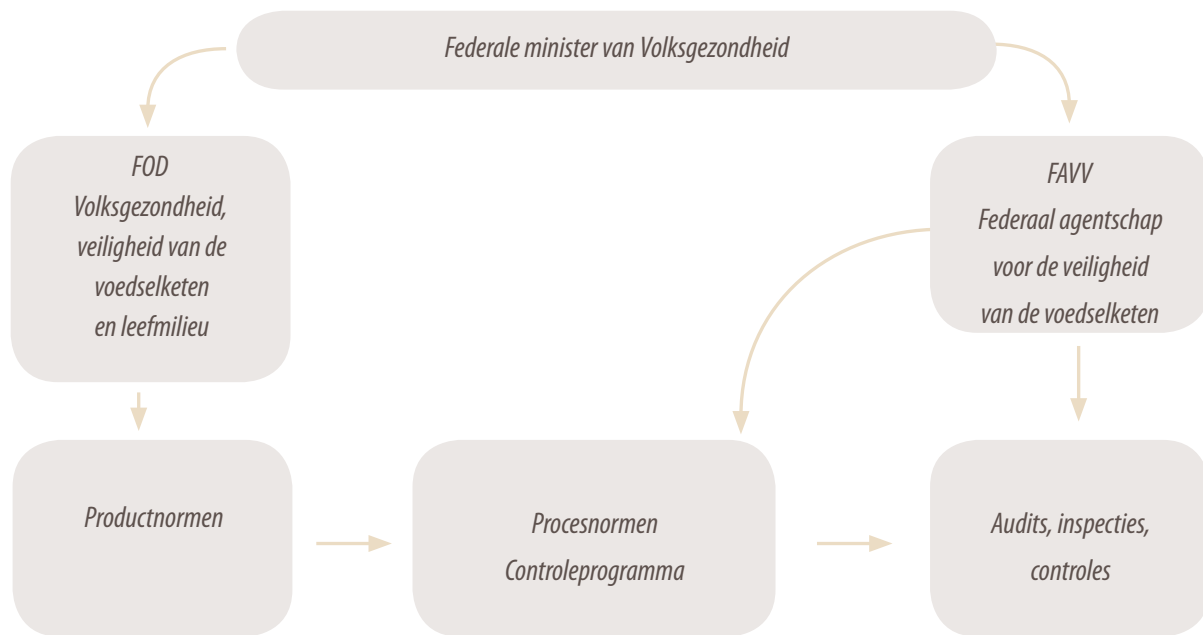 Federale minister van Volksgezondheid
FOD
Volksgezondheid,
veiligheid van de
voedselketen
en leefmilieu
FAVV
Federaal agentschap
voor de veiligheid
van de voedselketen
Productnormen
Procesnormen
Controleprogramma
Audits, inspecties,
controles